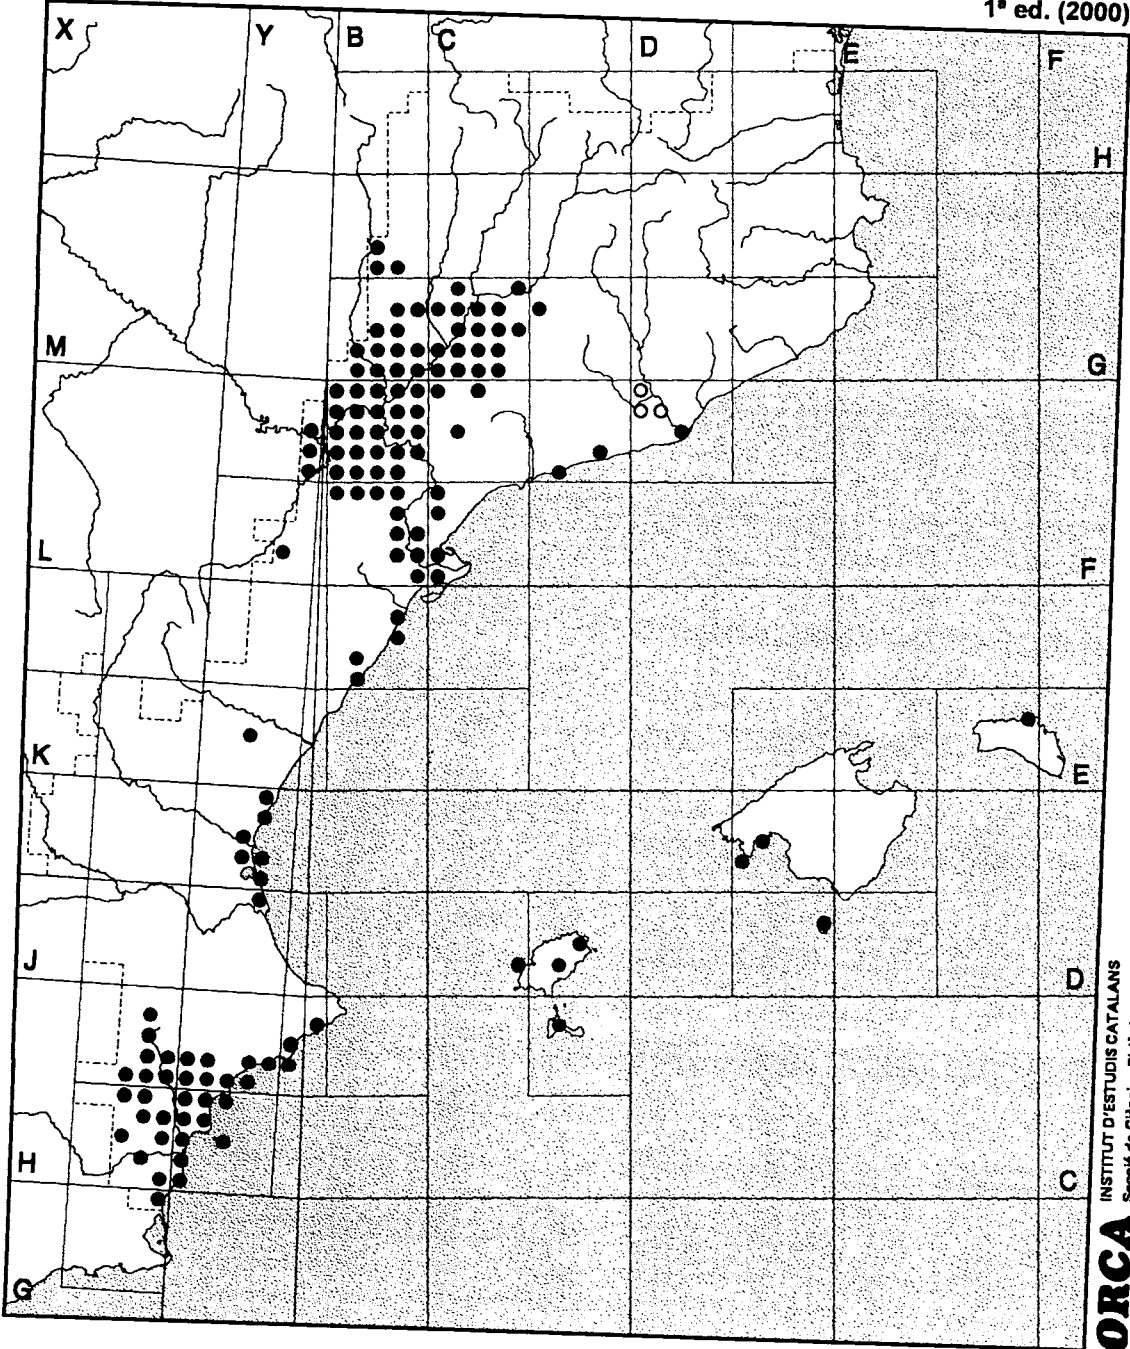 1ª ed. (2000)
X Y B C D E F
H
M
G
L
F
K
E
J
D
H
C
G
INSTITUT D'ESTUDIS CATALANS
ORCA